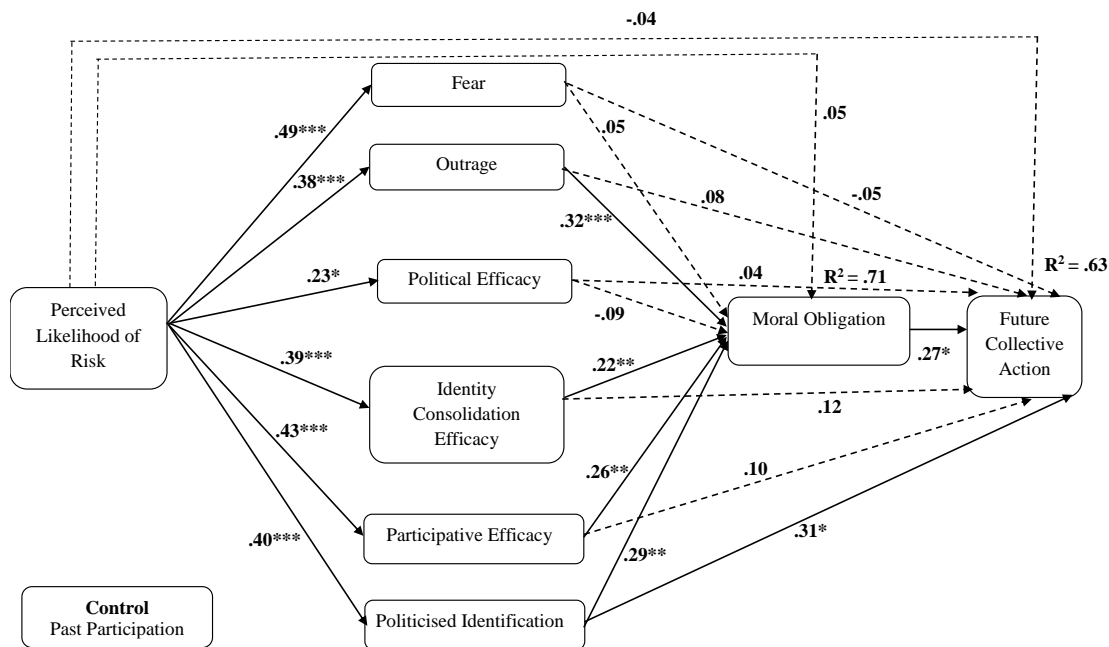 -.04
Fear
.05
.05
.49***
Outrage
.38***
.08
-.05
.32***
.23*
Political Efficacy
.04
R² = .71
R² = .63
-.09
Perceived
Likelihood of
Risk
Moral Obligation
Future
Collective
Action
.27*
.39***
.22**
Identity
Consolidation
Efficacy
.12
.43***
.26**
.10
.40***
Participative Efficacy
.29**
.31*
Politicised Identification
Control
Past Participation